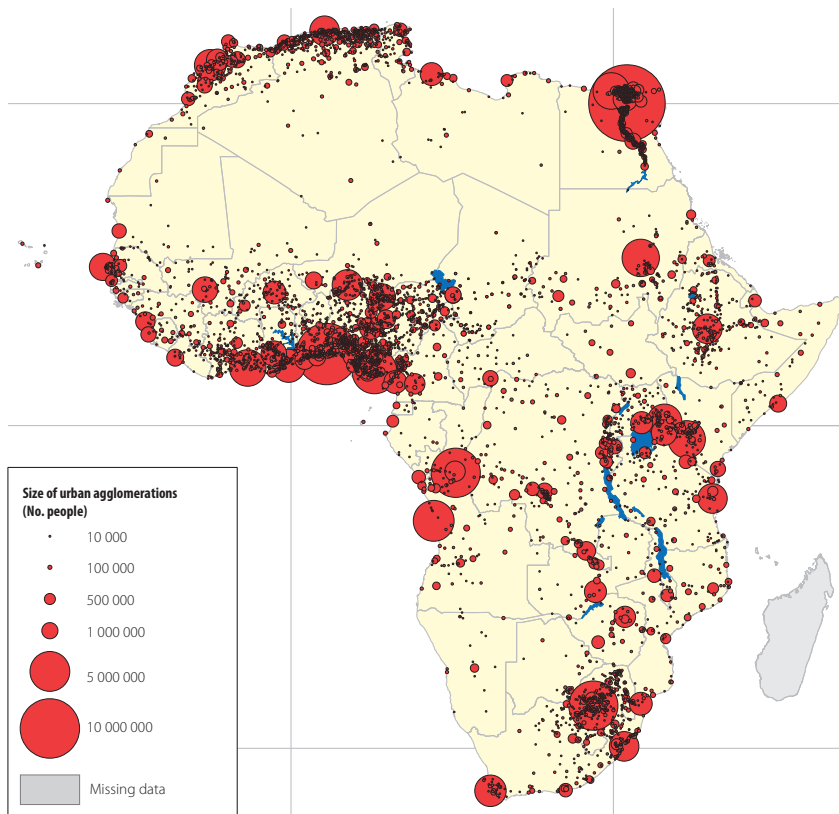 Size of urban agglomerations
(No. people)
10 000
100 000
500 000
1 000 000
5 000 000
10 000 000
Missing data